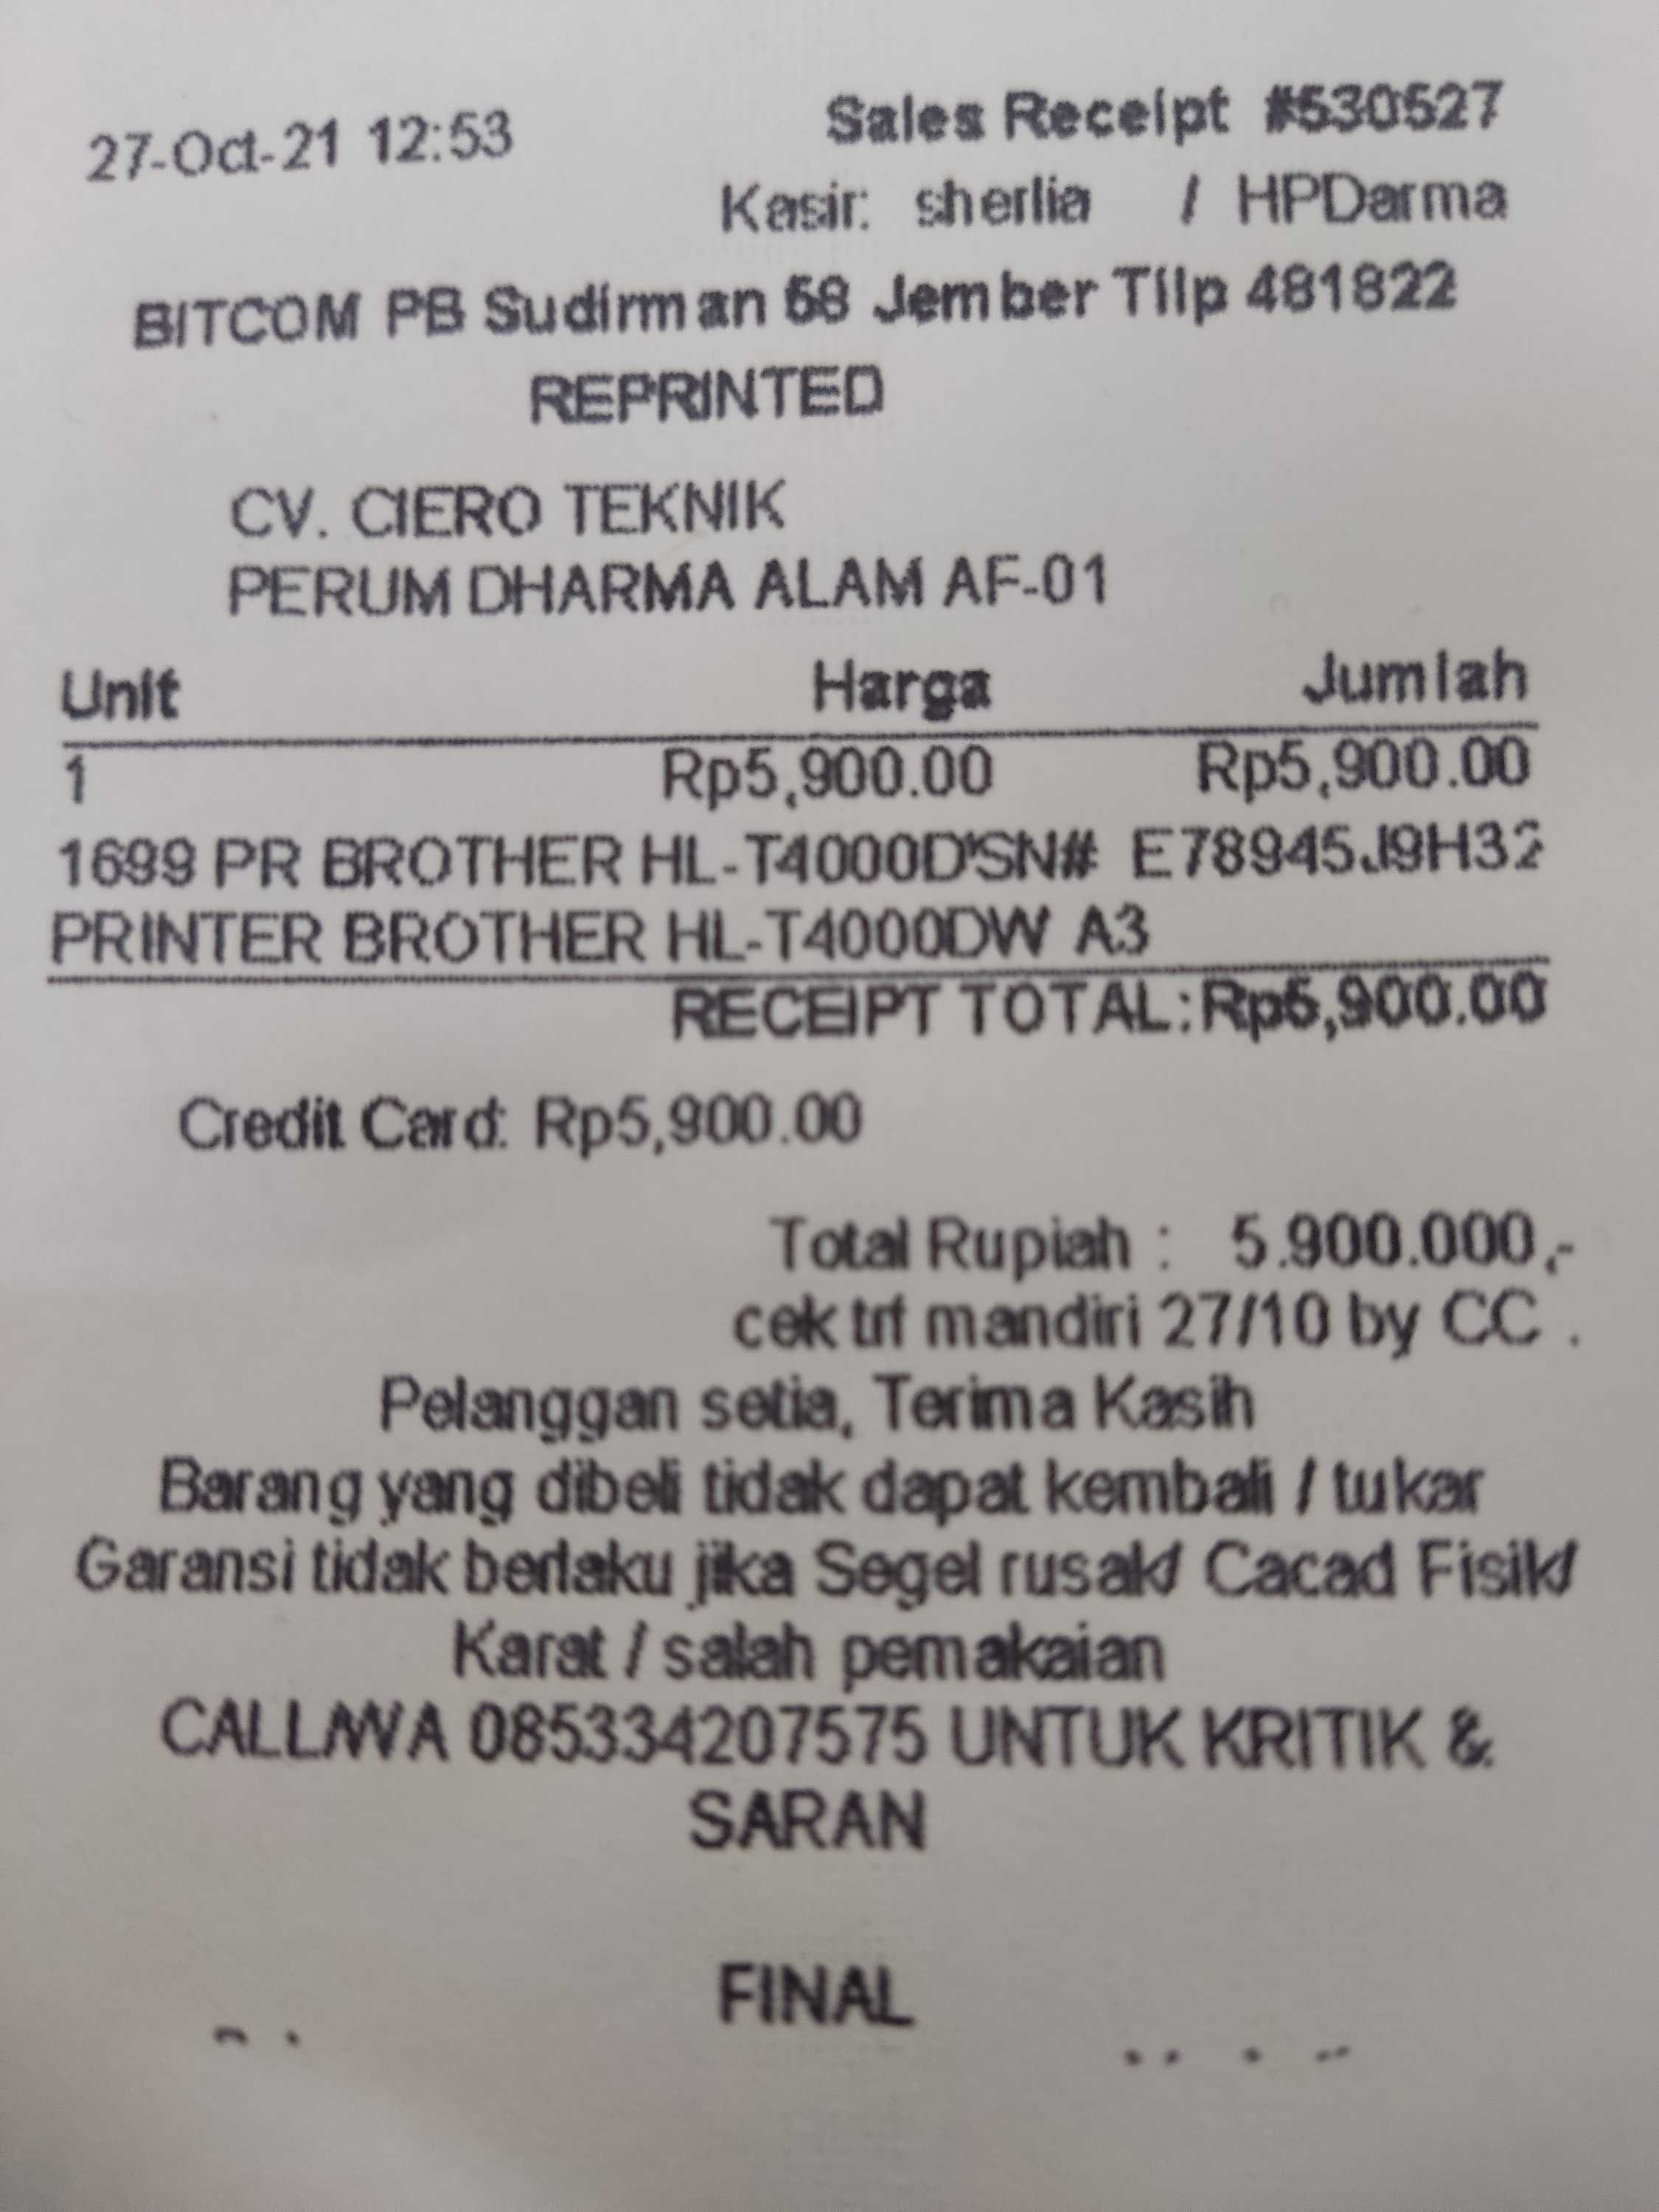 27-Oct-21 12:53 Sales Receipt #530527
Kasir: sherlia / HPDarma
BITCOM PB Sudirman 58 Jember Tllp 481822
REPRINTED
CV. CIERO TEKNIK
PERUM DHARMA ALAM AF-01
Unit Harga Jumlah
1 Rp5,900.00 Rp5,900.00
1699 PR BROTHER HL-T4000D'SN# E78945J9H32
PRINTER BROTHER HL-T4000DW A3
RECEIPT TOTAL: Rp5,900.00
Credit Card: Rp5,900.00
Total Rupiah : 5.900.000,-
cek trf mandiri 27/10 by CC .
Pelanggan setia, Terima Kasih
Barang yang dibeli tidak dapat kembali / tukar
Garansi tidak berlaku jika Segel rusak/ Cacad Fisik/
Karat / salah pemakaian
CALL/WA 085334207575 UNTUK KRITIK &
SARAN
FINAL